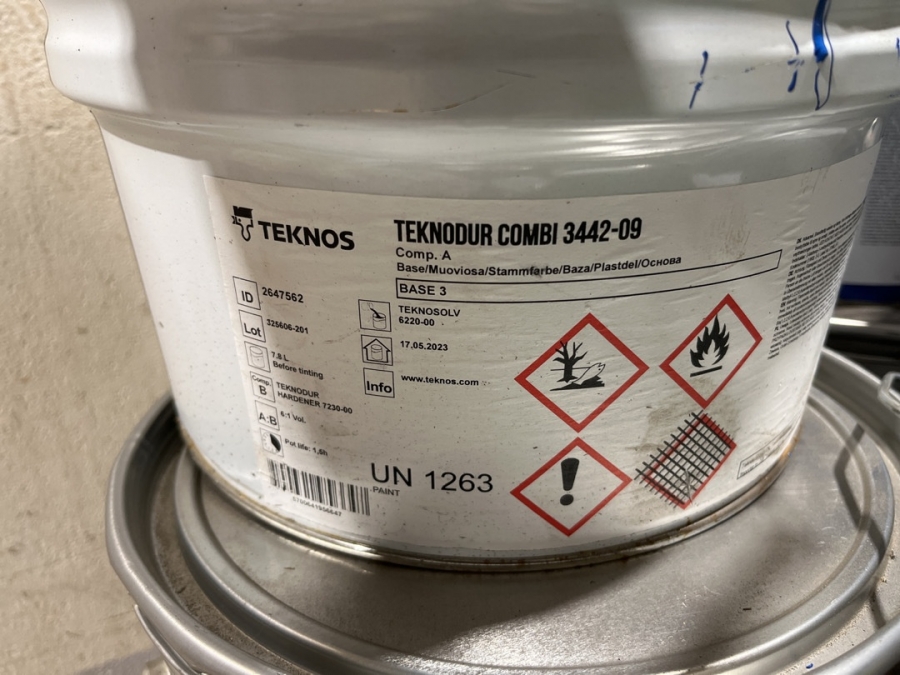 TEKNOS
TEKNODUR COMBI 3442-09
Comp. A
Base/Muoviosa/Stammfarbe/Baza/Plastdel/Основа
BASE 3
ID 2647562
Lot 325606-201
7.8 L
Before tinting
Comp. B
TEKNODUR
HARDENER 7230-00
A:B 6:1 Vol.
Pot life: 1,5h
TEKNOSOLV
6220-00
17.05.2023
Info www.teknos.com
UN 1263
PAINT